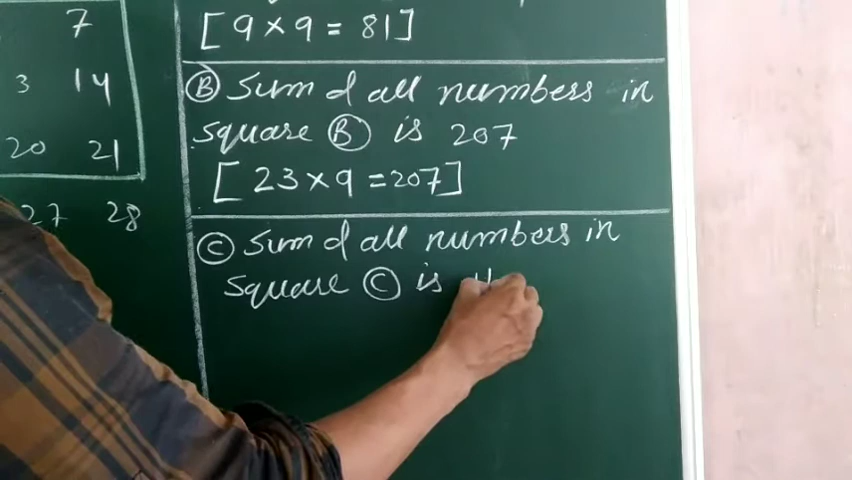 7
[9 × 9 = 81]
3 14
Ⓑ Sum of all numbers in
square Ⓑ is 207
20 21
[23 × 9 = 207]
27 28
Ⓒ Sum of all numbers in
square Ⓒ is